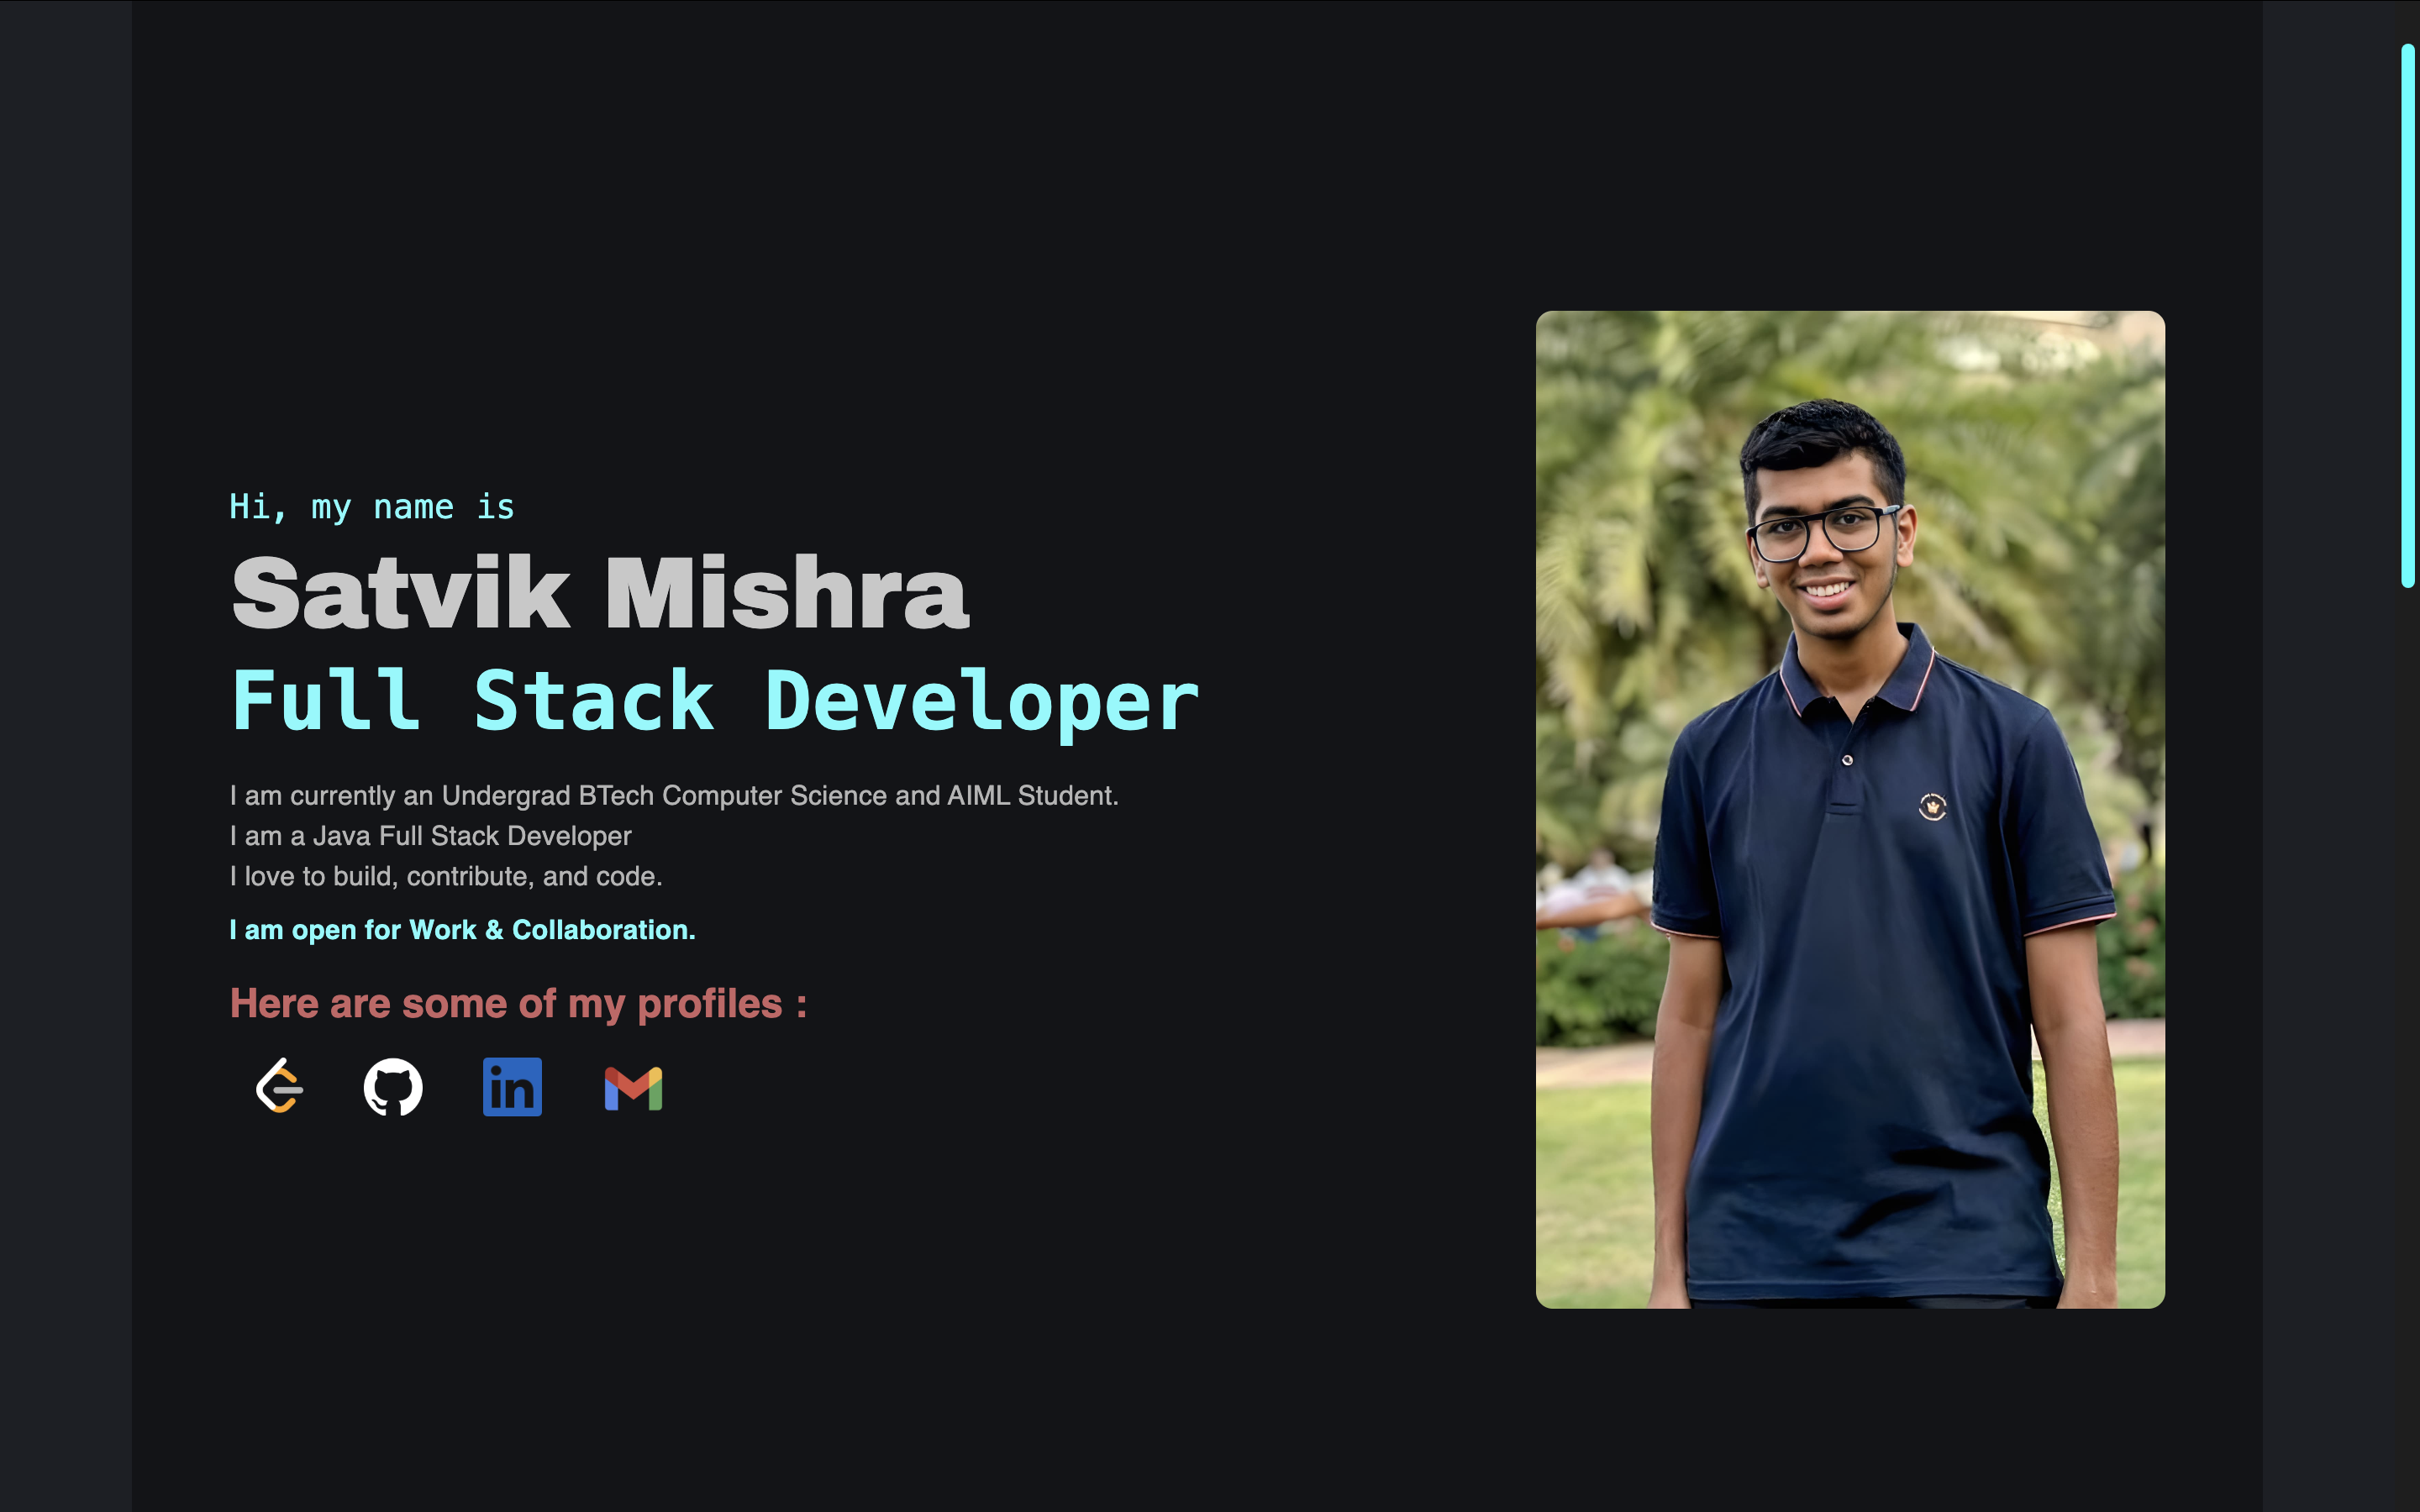 Hi, my name is
Satvik Mishra
Full Stack Developer
I am currently an Undergrad BTech Computer Science and AIML Student.
I am a Java Full Stack Developer
I love to build, contribute, and code.
I am open for Work & Collaboration.
Here are some of my profiles :
in